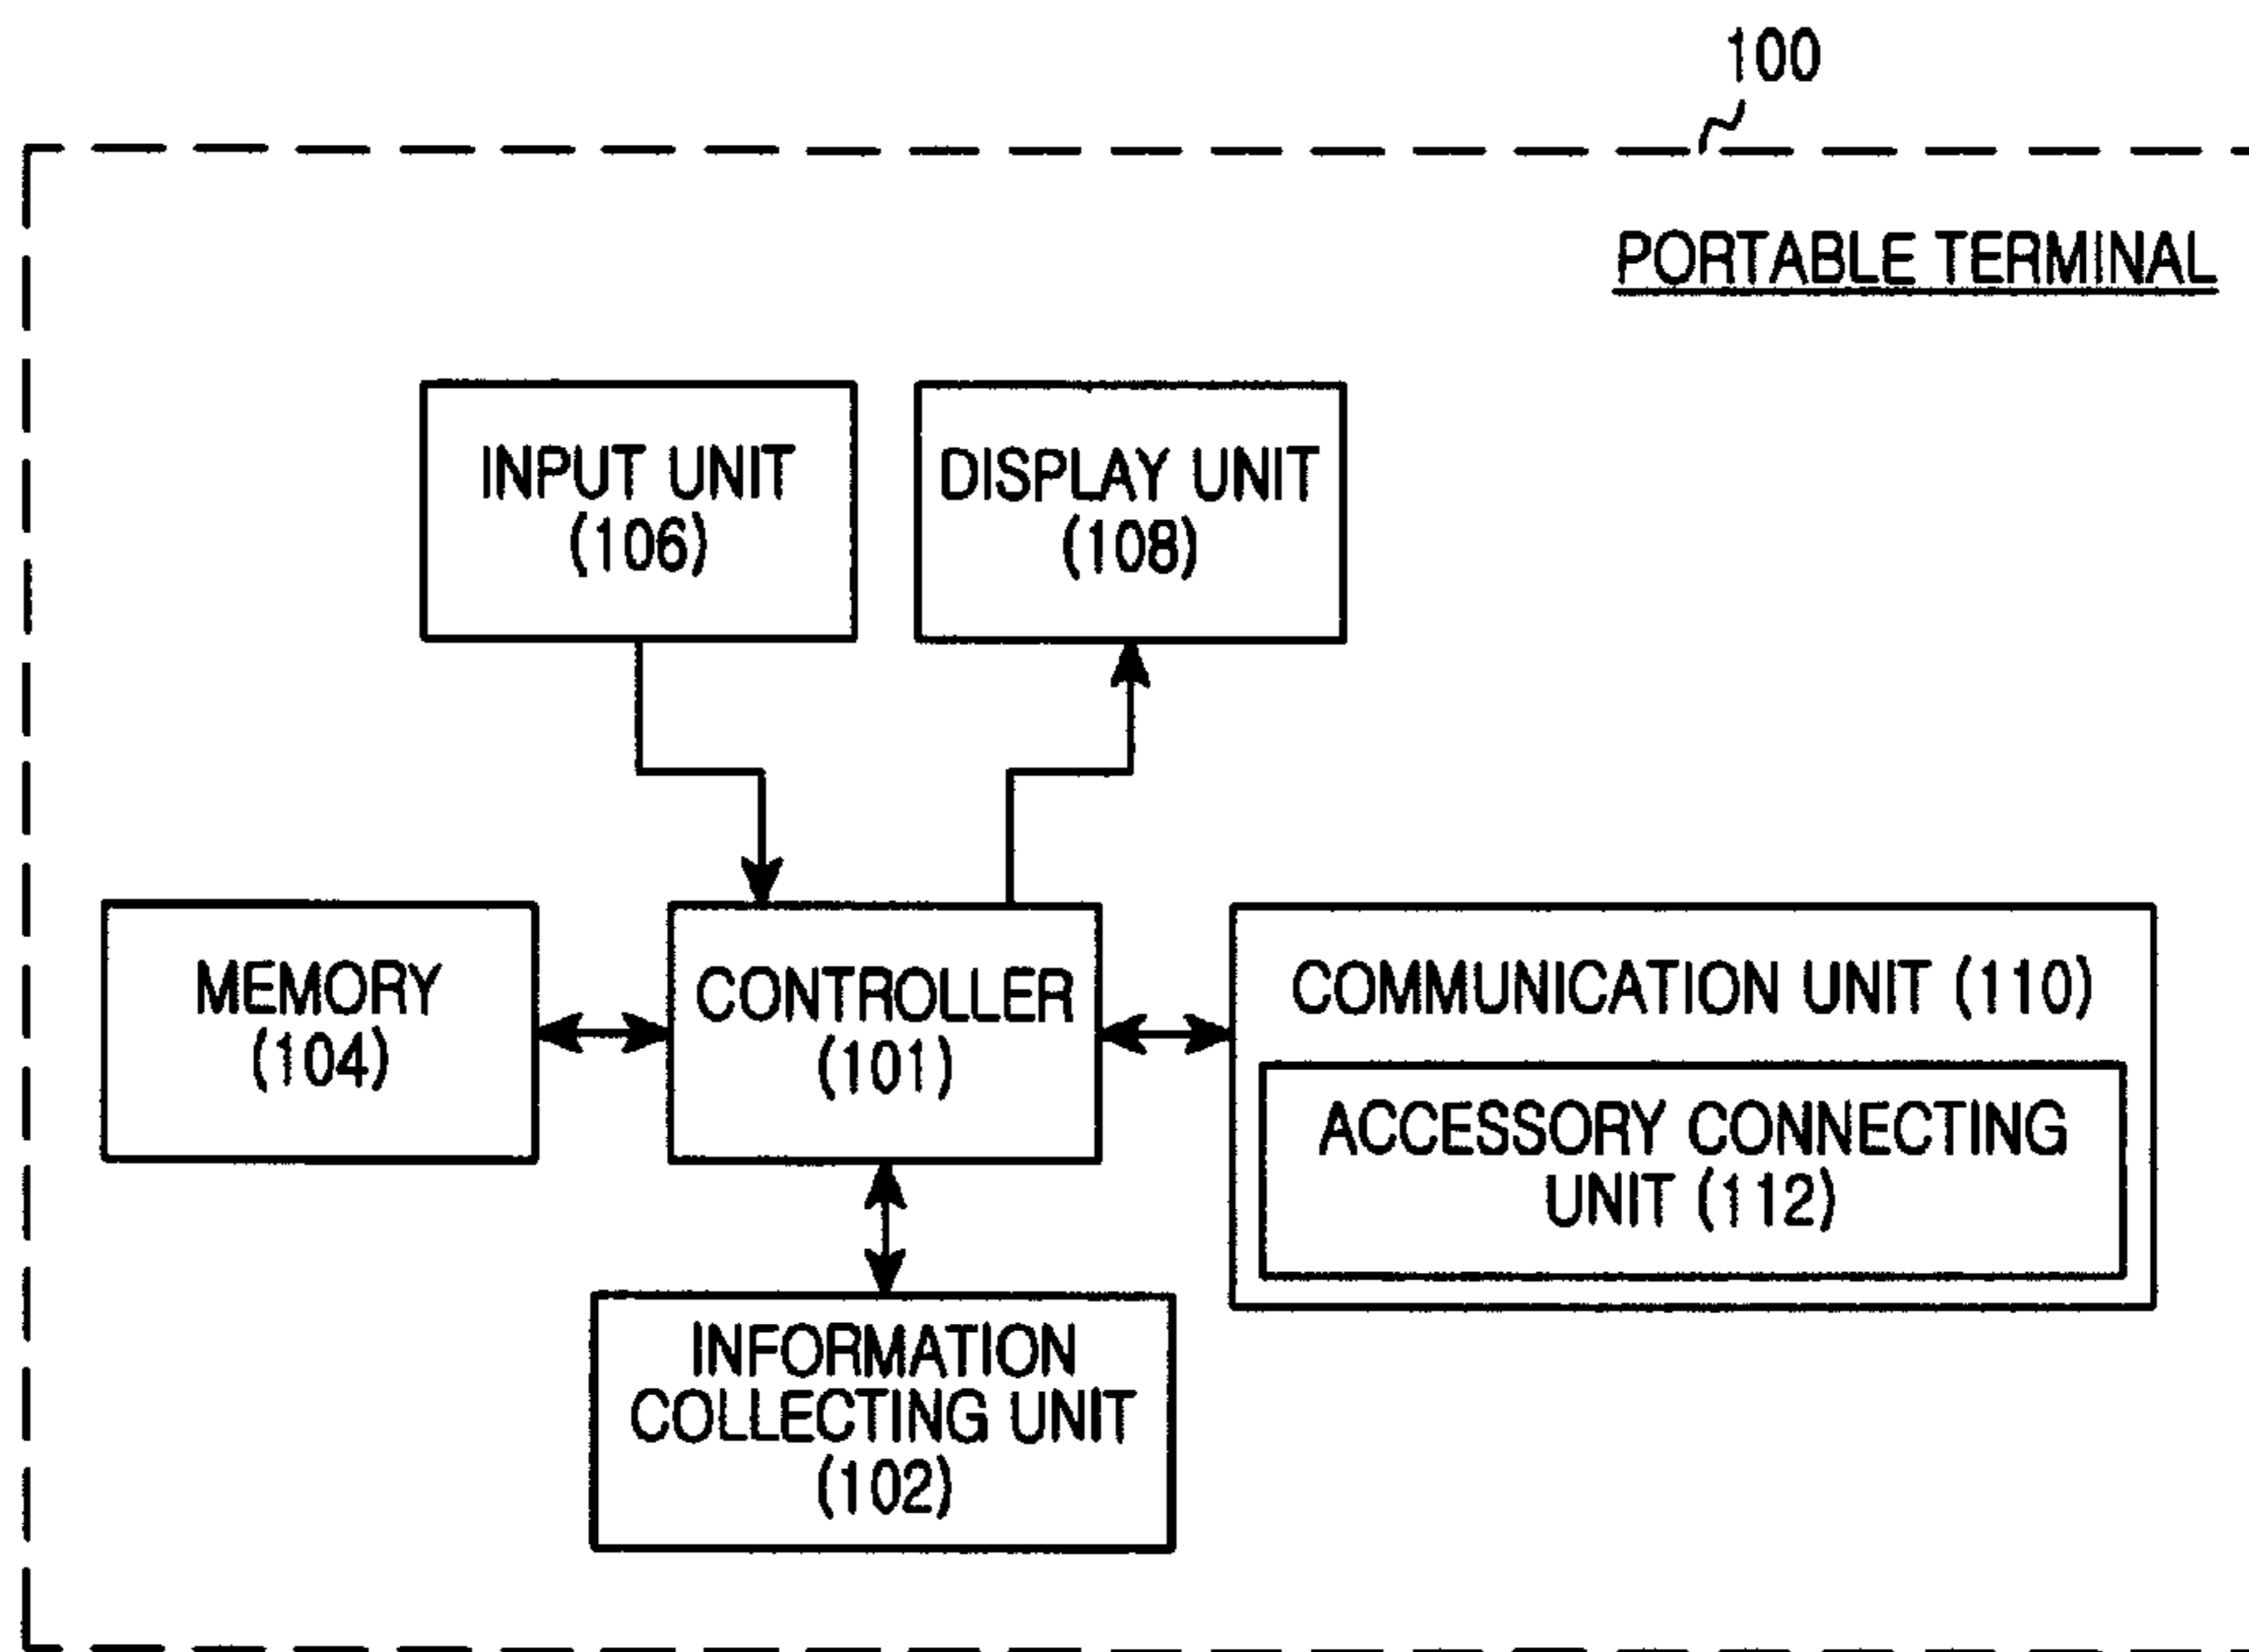 100
PORTABLE TERMINAL
INPUT UNIT
(106)
DISPLAY UNIT
(108)
MEMORY
(104)
CONTROLLER
(101)
COMMUNICATION UNIT (110)
ACCESSORY CONNECTING
UNIT (112)
INFORMATION
COLLECTING UNIT
(102)